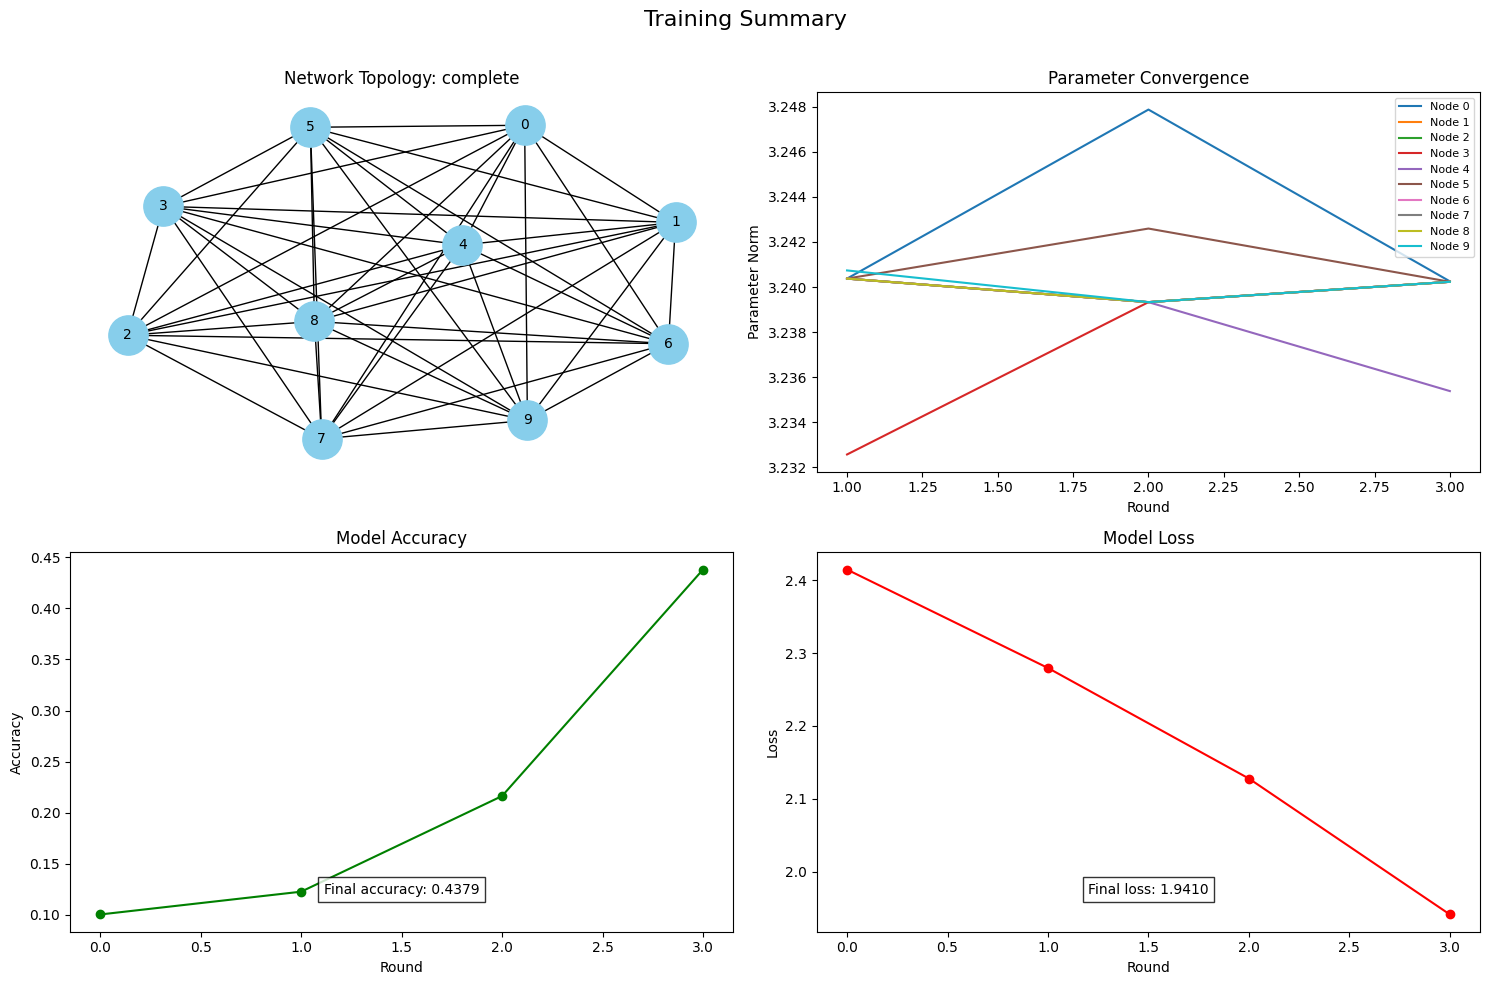 Training Summary
Network Topology: complete
5
0
3
1
4
8
2
6
9
7
Parameter Convergence
3.248
3.246
3.244
3.242
3.240
3.238
3.236
3.234
3.232
Parameter Norm
Node 0
Node 1
Node 2
Node 3
Node 4
Node 5
Node 6
Node 7
Node 8
Node 9
1.00 1.25 1.50 1.75 2.00 2.25 2.50 2.75 3.00
Round
Model Accuracy
0.45
0.40
0.35
0.30
0.25
0.20
0.15
0.10
Accuracy
Final accuracy: 0.4379
0.0 0.5 1.0 1.5 2.0 2.5 3.0
Round
Model Loss
2.4
2.3
2.2
2.1
2.0
Loss
Final loss: 1.9410
0.0 0.5 1.0 1.5 2.0 2.5 3.0
Round